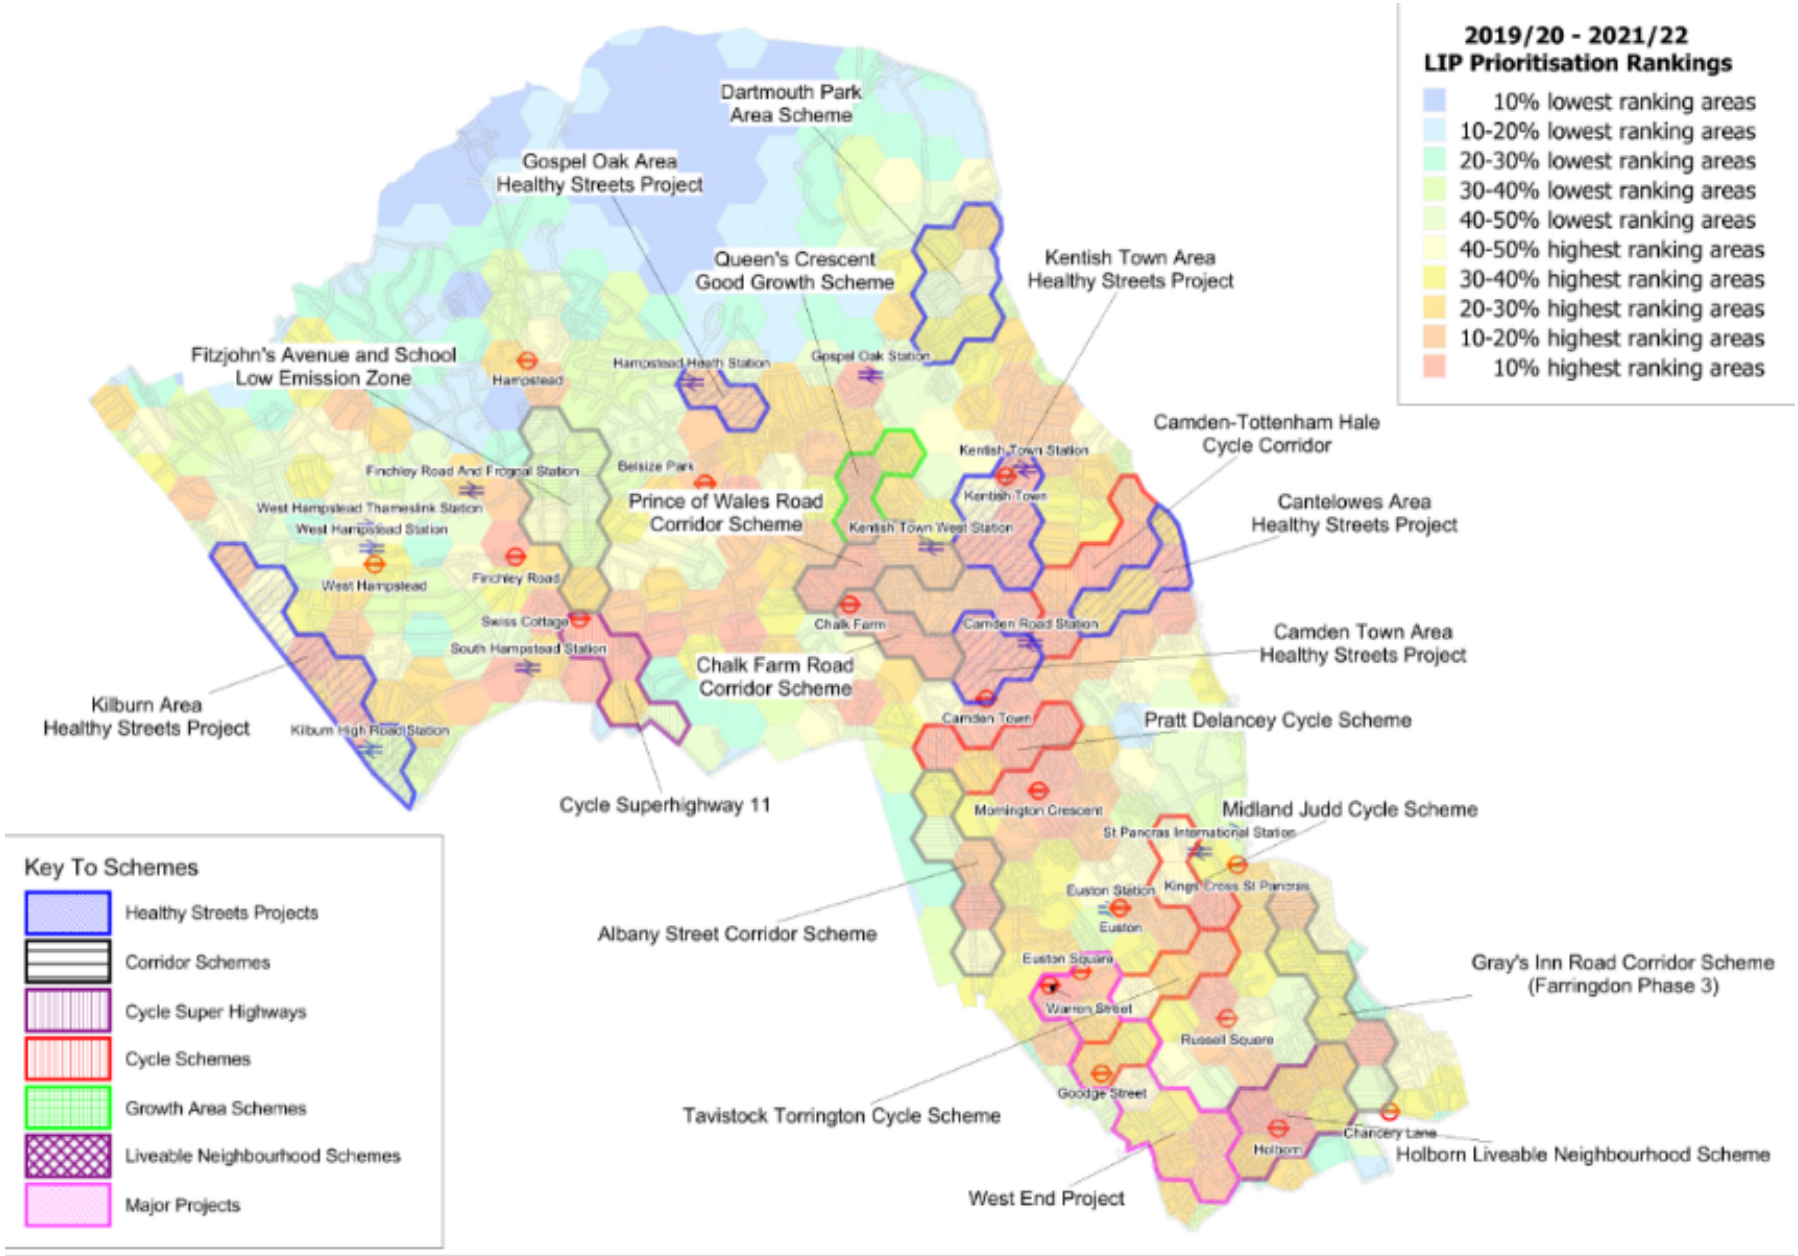 2019/20 - 2021/22
LIP Prioritisation Rankings
10% lowest ranking areas
10-20% lowest ranking areas
20-30% lowest ranking areas
30-40% lowest ranking areas
40-50% lowest ranking areas
40-50% highest ranking areas
30-40% highest ranking areas
20-30% highest ranking areas
10-20% highest ranking areas
10% highest ranking areas
Dartmouth Park
Area Scheme
Gospel Oak Area
Healthy Streets Project
Queen's Crescent
Good Growth Scheme
Kentish Town Area
Healthy Streets Project
Fitzjohn's Avenue and School
Low Emission Zone
Hampstead
Hampstead Heath Station
Gospel Oak Station
Camden-Tottenham Hale
Cycle Corridor
Kentish Town Station
Kentish Town
Finchley Road And Frognal Station
Belsize Park
Prince of Wales Road
Corridor Scheme
Cantelowes Area
Healthy Streets Project
West Hampstead Thameslink Station
West Hampstead Station
Kentish Town West Station
West Hampstead
Finchley Road
Swiss Cottage
South Hampstead Station
Chalk Farm
Camden Road Station
Camden Town Area
Healthy Streets Project
Chalk Farm Road
Corridor Scheme
Kilburn Area
Healthy Streets Project
Kilburn High Road Station
Camden Town
Pratt Delancey Cycle Scheme
Cycle Superhighway 11
Mornington Crescent
Midland Judd Cycle Scheme
St Pancras International Station
Kings Cross St Pancras
Euston Station
Euston
Albany Street Corridor Scheme
Euston Square
Warren Street
Gray's Inn Road Corridor Scheme
(Farringdon Phase 3)
Russell Square
Goodge Street
Tavistock Torrington Cycle Scheme
Chancery Lane
Holborn
Holborn Liveable Neighbourhood Scheme
West End Project
Key To Schemes
Healthy Streets Projects
Corridor Schemes
Cycle Super Highways
Cycle Schemes
Growth Area Schemes
Liveable Neighbourhood Schemes
Major Projects